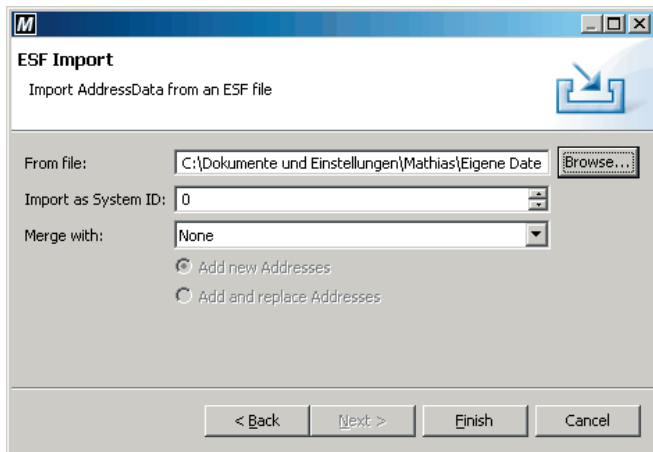 M
ESF Import
Import AddressData from an ESF file
From file: C:\Dokumente und Einstellungen\Mathias\Eigene Date Browse...
Import as System ID: 0
Merge with: None
Add new Addresses
Add and replace Addresses
< Back Next > Finish Cancel